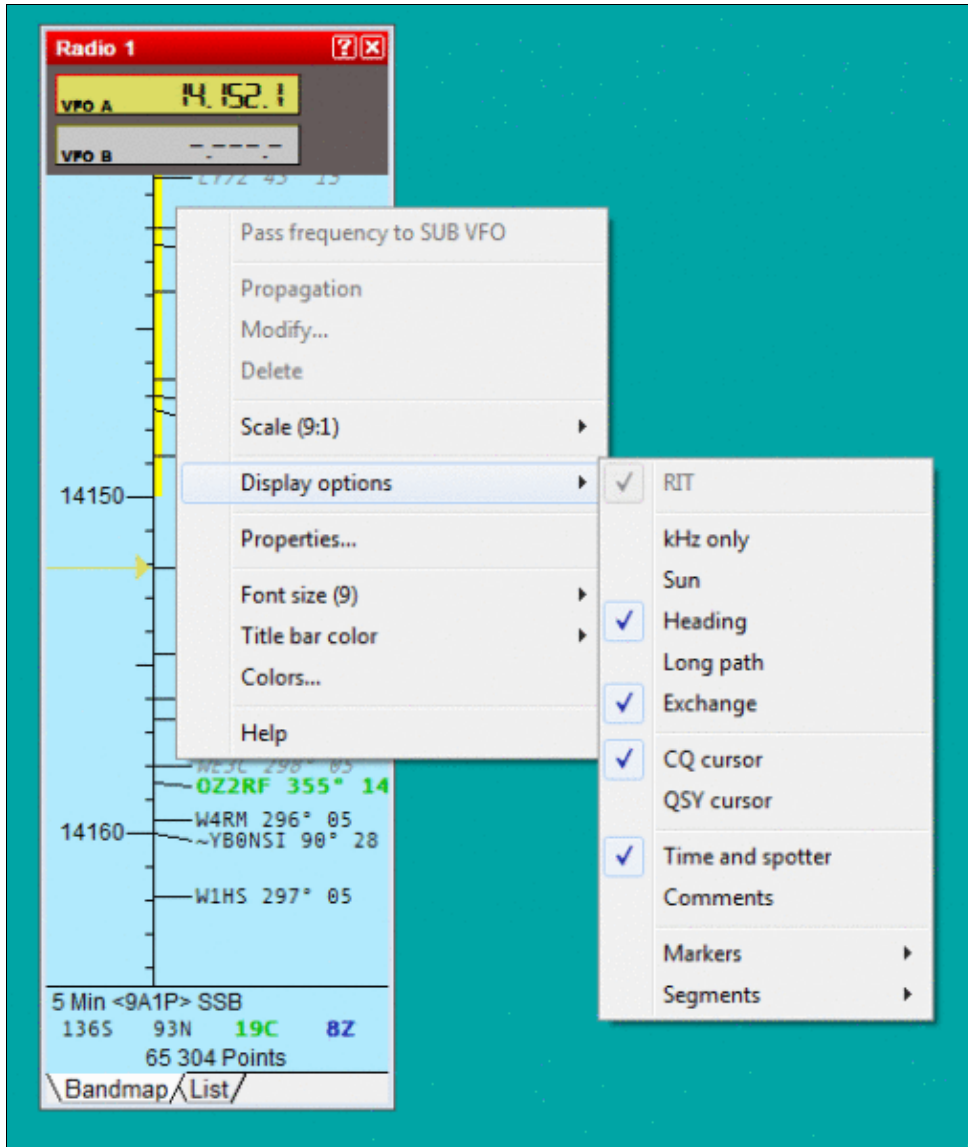 Radio 1
VFO A 14.152.1
VFO B -.---.-
Pass frequency to SUB VFO
Propagation
Modify...
Delete
Scale (9:1)
Display options
Properties...
Font size (9)
Title bar color
Colors...
Help
RIT
kHz only
Sun
Heading
Long path
Exchange
CQ cursor
QSY cursor
Time and spotter
Comments
Markers
Segments
14150
WE3C 298° 05
OZ2RF 355° 14
14160
W4RM 296° 05
~YB0NSI 90° 28
W1HS 297° 05
5 Min <9A1P> SSB
136S 93N 19C 8Z
65 304 Points
Bandmap List